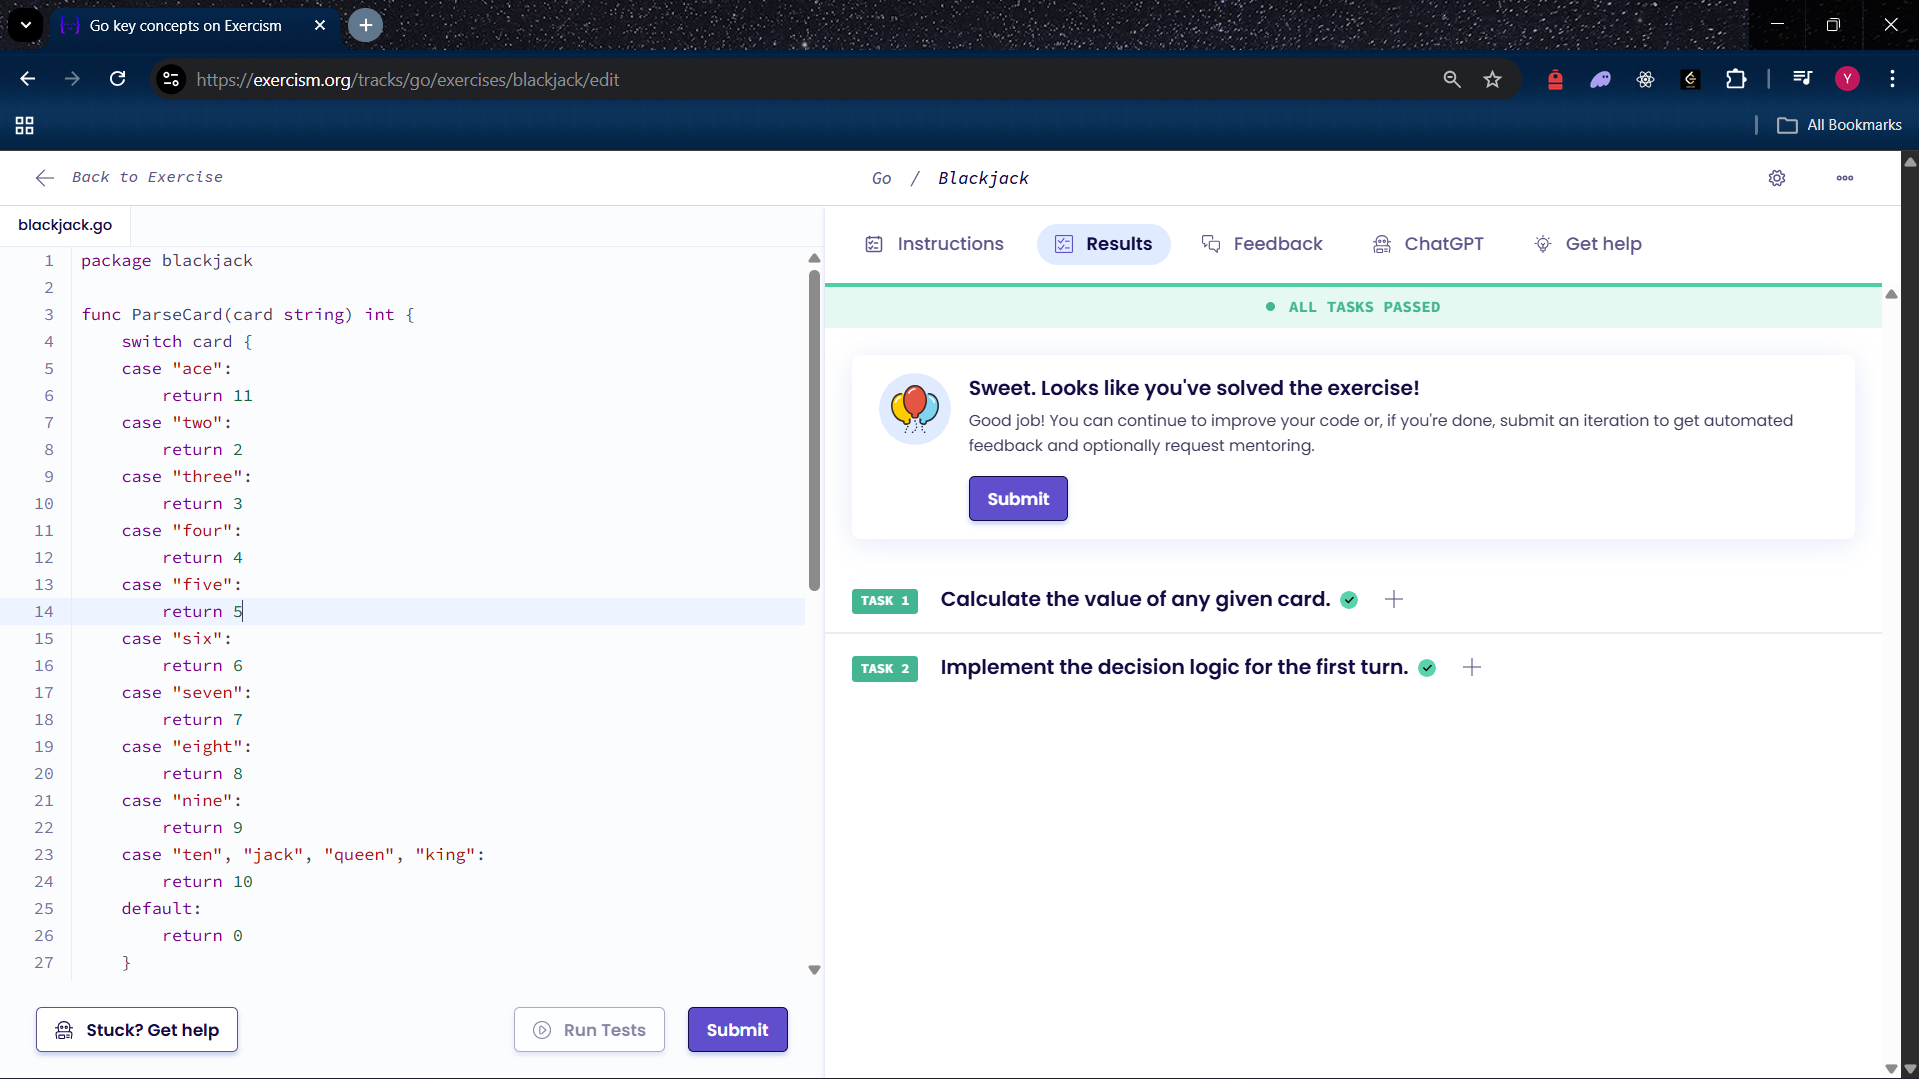 Go key concepts on Exercism
https://exercism.org/tracks/go/exercises/blackjack/edit
Y
All Bookmarks
Back to Exercise
Go / Blackjack
blackjack.go
Instructions
Results
Feedback
ChatGPT
Get help
1 package blackjack
2
3 func ParseCard(card string) int {
4 switch card {
5 case "ace":
6 return 11
7 case "two":
8 return 2
9 case "three":
10 return 3
11 case "four":
12 return 4
13 case "five":
14 return 5
15 case "six":
16 return 6
17 case "seven":
18 return 7
19 case "eight":
20 return 8
21 case "nine":
22 return 9
23 case "ten", "jack", "queen", "king":
24 return 10
25 default:
26 return 0
27 }
Stuck? Get help
Run Tests
Submit
ALL TASKS PASSED
Sweet. Looks like you've solved the exercise!
Good job! You can continue to improve your code or, if you're done, submit an iteration to get automated
feedback and optionally request mentoring.
Submit
TASK 1 Calculate the value of any given card.
TASK 2 Implement the decision logic for the first turn.